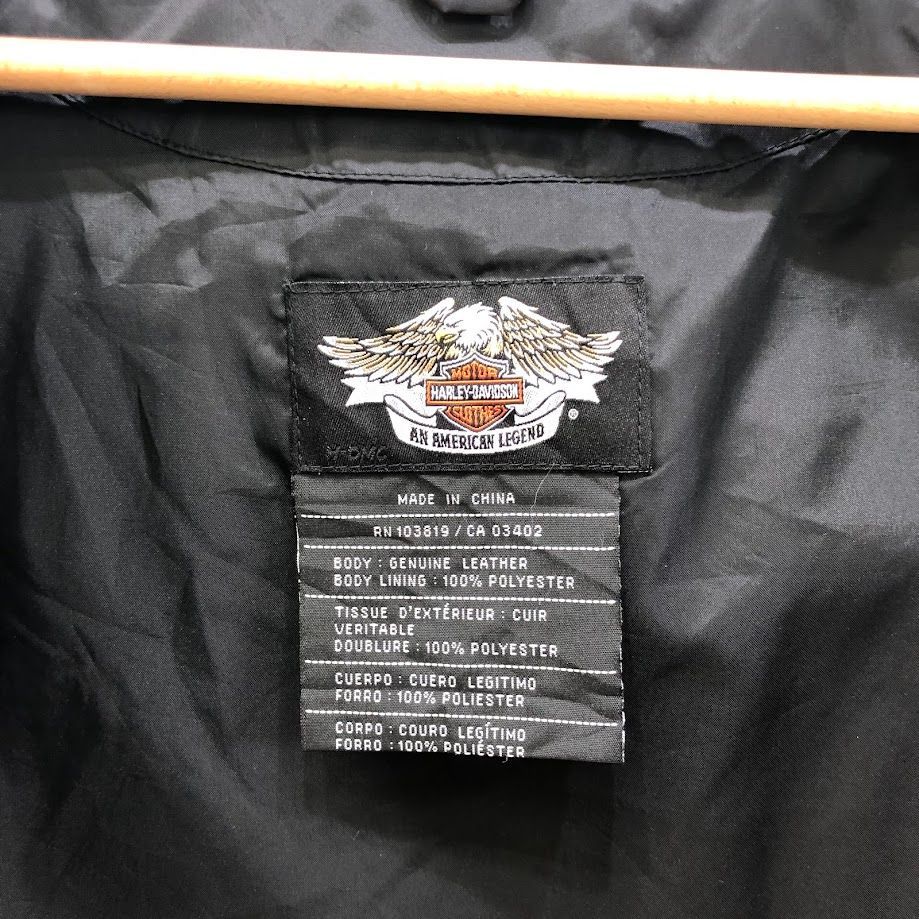 MOTOR
HARLEY-DAVIDSON
CLOTHES
®
AN AMERICAN LEGEND
H-DMC
MADE IN CHINA
RN 103819 / CA 03402
BODY : GENUINE LEATHER
BODY LINING : 100% POLYESTER
TISSUE D'EXTÉRIEUR : CUIR
VERITABLE
DOUBLURE : 100% POLYESTER
CUERPO : CUERO LEGITIMO
FORRO : 100% POLIESTER
CORPO : COURO LEGÍTIMO
FORRO : 100% POLIÉSTER